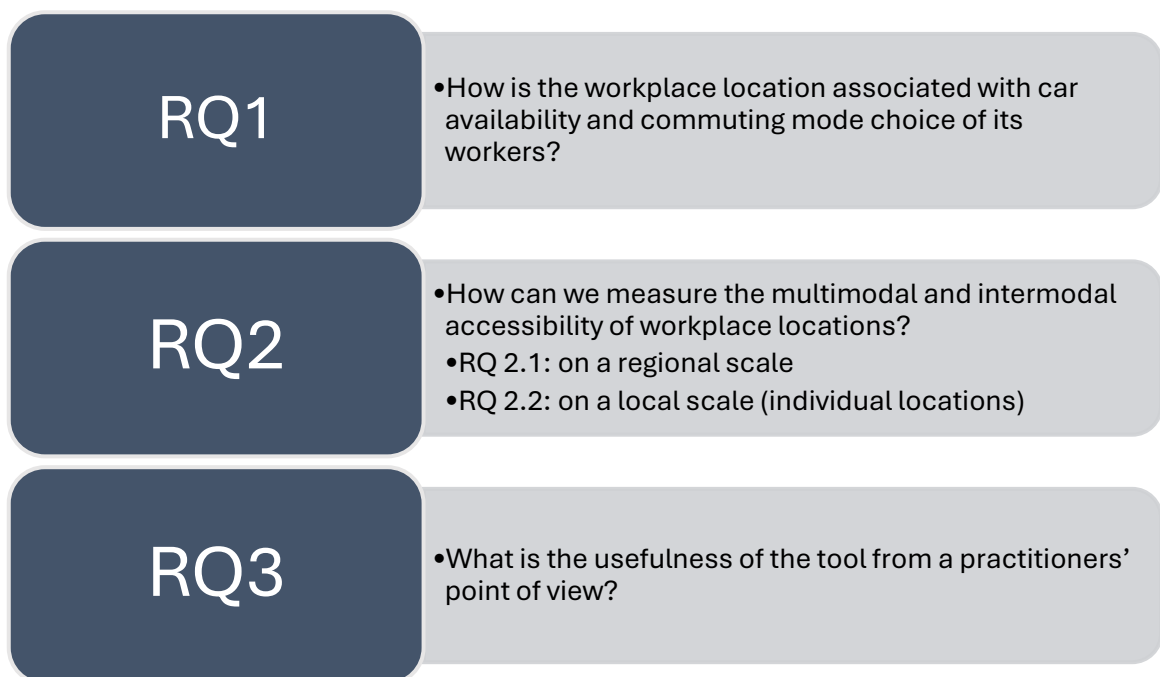 RQ1
•How is the workplace location associated with car
availability and commuting mode choice of its
workers?
RQ2
•How can we measure the multimodal and intermodal
accessibility of workplace locations?
•RQ 2.1: on a regional scale
•RQ 2.2: on a local scale (individual locations)
RQ3
•What is the usefulness of the tool from a practitioners’
point of view?